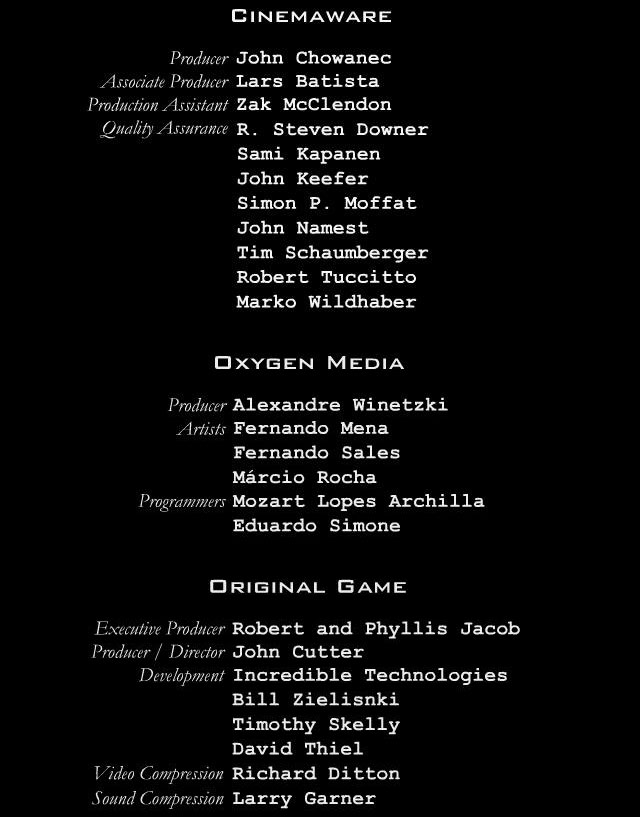 Cinemaware
Producer John Chowanec
Associate Producer Lars Batista
Production Assistant Zak McClendon
Quality Assurance R. Steven Downer
Sami Kapanen
John Keefer
Simon P. Moffat
John Namest
Tim Schaumberger
Robert Tuccitto
Marko Wildhaber
Oxygen Media
Producer Alexandre Winetzki
Artists Fernando Mena
Fernando Sales
Márcio Rocha
Programmers Mozart Lopes Archilla
Eduardo Simone
Original Game
Executive Producer Robert and Phyllis Jacob
Producer / Director John Cutter
Development Incredible Technologies
Bill Zielisnki
Timothy Skelly
David Thiel
Video Compression Richard Ditton
Sound Compression Larry Garner